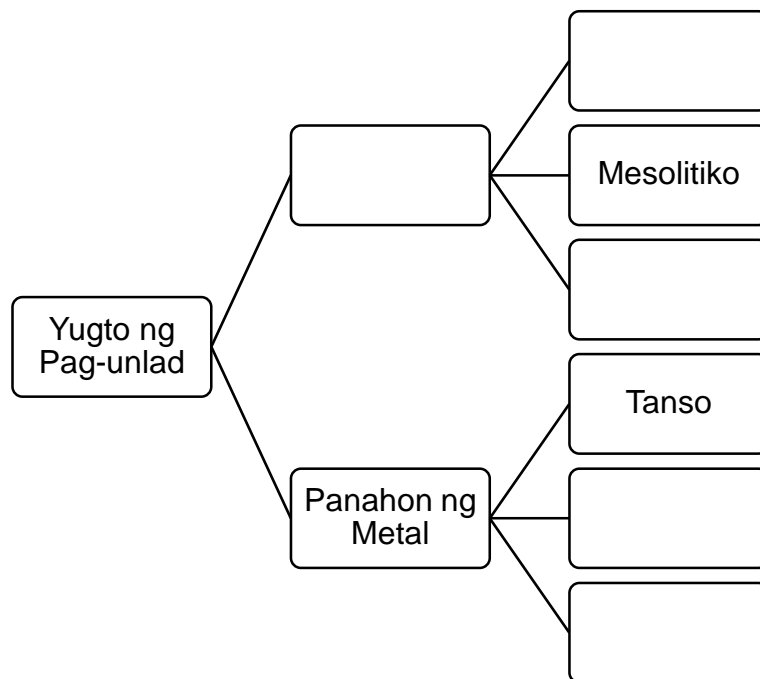 Mesolitiko
Yugto ng
Pag-unlad
Tanso
Panahon ng
Metal